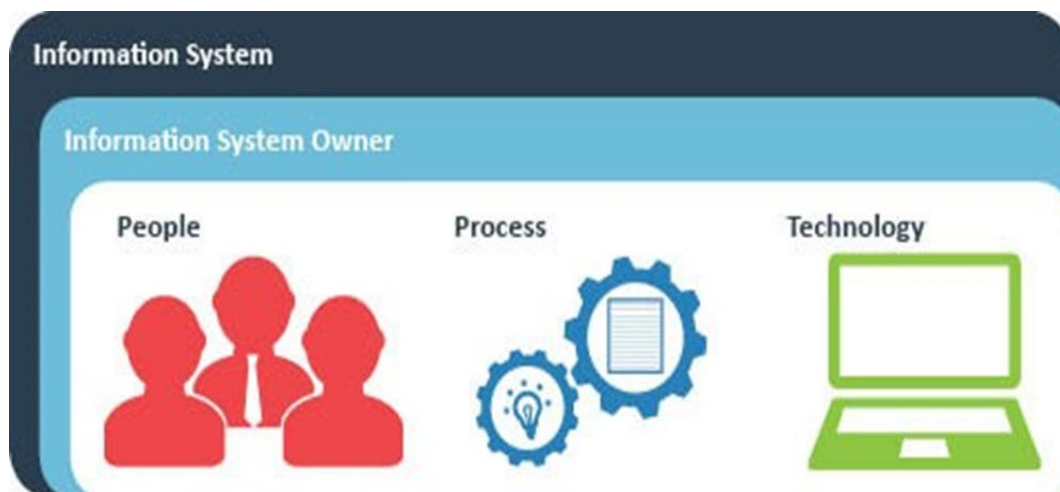 Information System
Information System Owner
People Process Technology